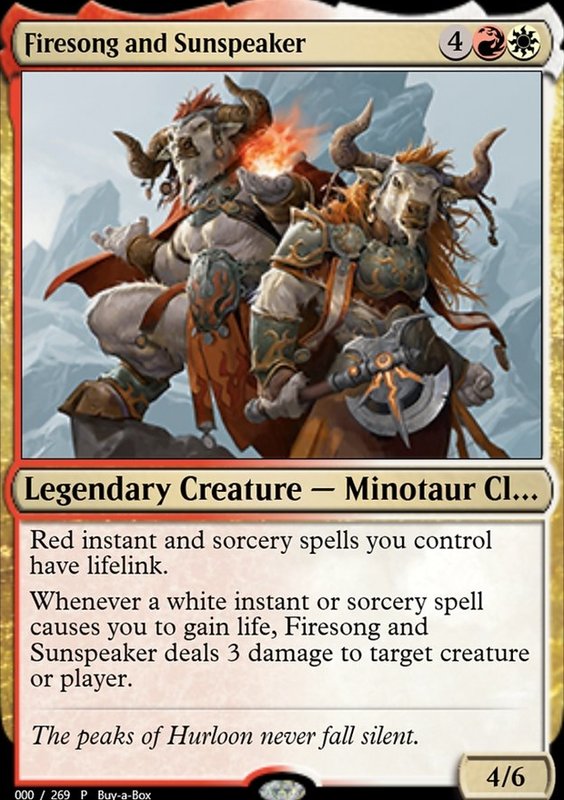 Firesong and Sunspeaker
4
Legendary Creature — Minotaur Cl...
Red instant and sorcery spells you control
have lifelink.
Whenever a white instant or sorcery spell
causes you to gain life, Firesong and
Sunspeaker deals 3 damage to target creature
or player.
The peaks of Hurloon never fall silent.
4/6
000 / 269 P Buy-a-Box